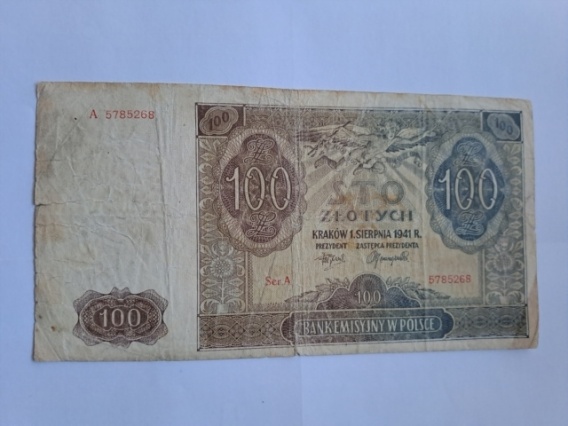 100
100
A 5785268
100
100
STO
ZŁOTYCH
KRAKÓW 1. SIERPNIA 1941 R.
PREZYDENT ZASTĘPCA PREZYDENTA
Ser. A
5785268
100
100
BANK EMISYJNY W POLSCE